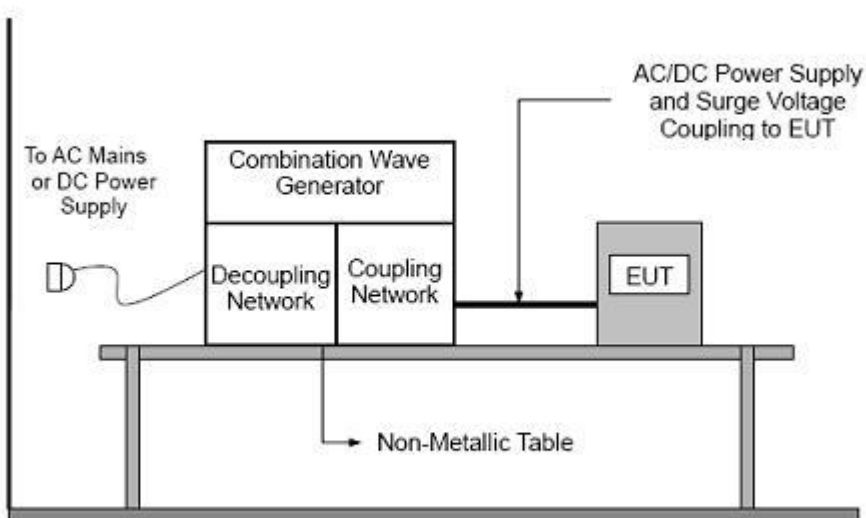 AC/DC Power Supply
and Surge Voltage
Coupling to EUT
To AC Mains
or DC Power
Supply
Combination Wave
Generator
Decoupling
Network
Coupling
Network
EUT
Non-Metallic Table